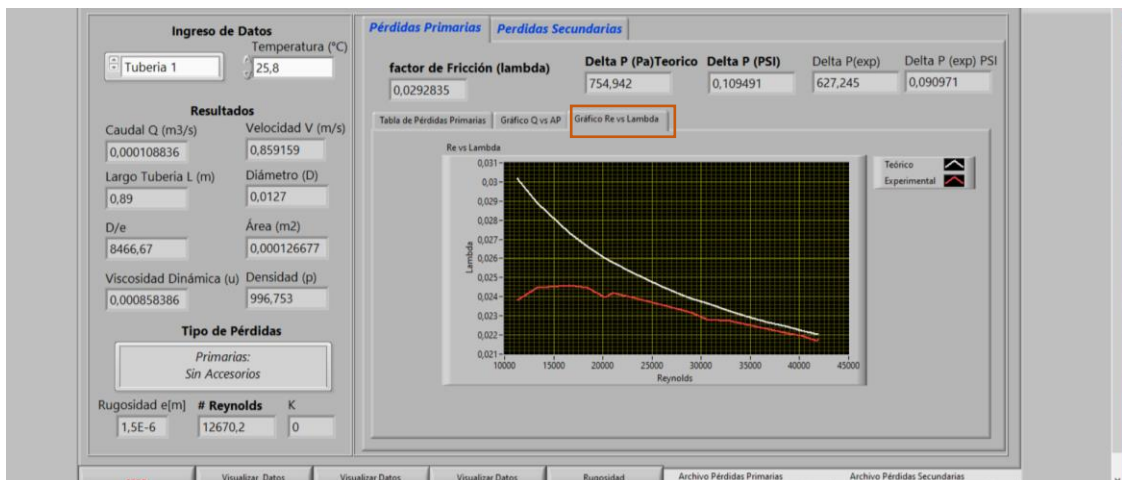 Ingreso de Datos
Temperatura (°C)
Tuberia 1
25,8
Resultados
Caudal Q (m3/s)
Velocidad V (m/s)
0,000108836
0,859159
Largo Tuberia L (m)
Diámetro (D)
0,89
0,0127
D/e
Área (m2)
8466,67
0,000126677
Viscosidad Dinámica (u)
Densidad (p)
0,000858386
996,753
Tipo de Pérdidas
Primarias:
Sin Accesorios
Rugosidad e[m]
# Reynolds
K
1,5E-6
12670,2
0
Pérdidas Primarias
Perdidas Secundarias
factor de Fricción (lambda)
0,0292835
Delta P (Pa)Teorico
754,942
Delta P (PSI)
0,109491
Delta P(exp)
627,245
Delta P (exp) PSI
0,090971
Tabla de Pérdidas Primarias
Gráfico Q vs AP
Gráfico Re vs Lambda
Re vs Lambda
Teórico
Experimental
Lambda
0,031
0,03
0,029
0,028
0,027
0,026
0,025
0,024
0,023
0,022
0,021
10000 15000 20000 25000 30000 35000 40000 45000
Reynolds
Visualizar Datos
Visualizar Datos
Visualizar Datos
Rugosidad
Archivo Pérdidas Primarias
Archivo Pérdidas Secundarias